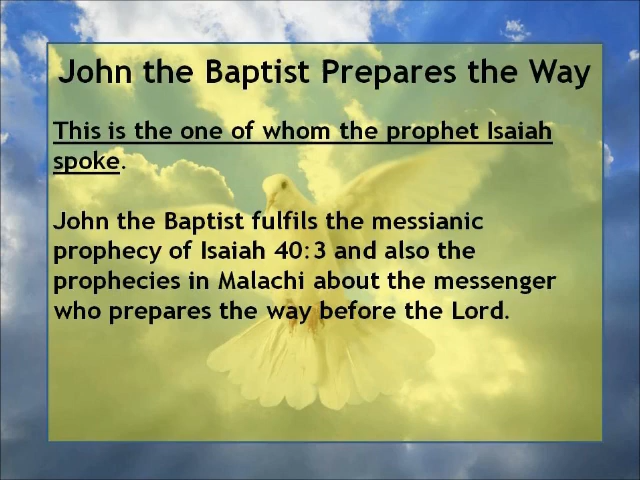 John the Baptist Prepares the Way
This is the one of whom the prophet Isaiah
spoke.
John the Baptist fulfils the messianic
prophecy of Isaiah 40:3 and also the
prophecies in Malachi about the messenger
who prepares the way before the Lord.